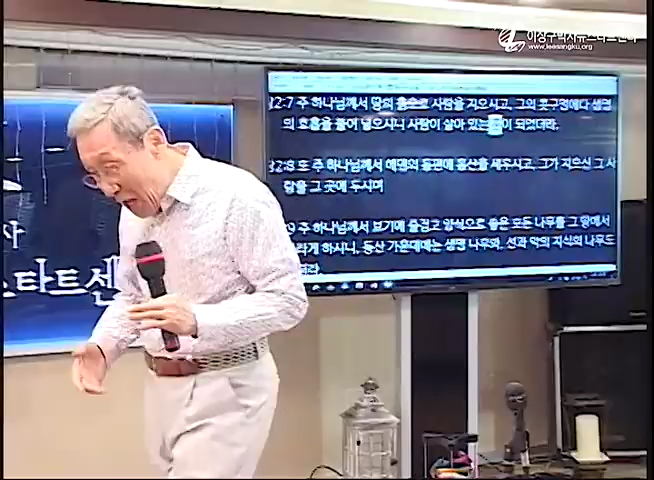 이상구박사뉴스타트센터
www.leesangku.org
12:7 주 하나님께서 땅의 흙으로 사람을 지으시고, 그의 콧구멍에다 생명
의 호흡을 불어 넣으시니 사람이 살아 있는 이 되었더라.
12:8 또 주 하나님께서 에덴의 동편에 동산을 세우시고, 그가 지으신 그 사
람을 그 곳에 두시며
9 주 하나님께서 보기에 즐겁고 양식으로 좋은 모든 나무를 그 땅에서
라게 하시니, 동산 가운데에는 생명 나무와, 선과 악의 지식의 나무도
더라
사
스타트센